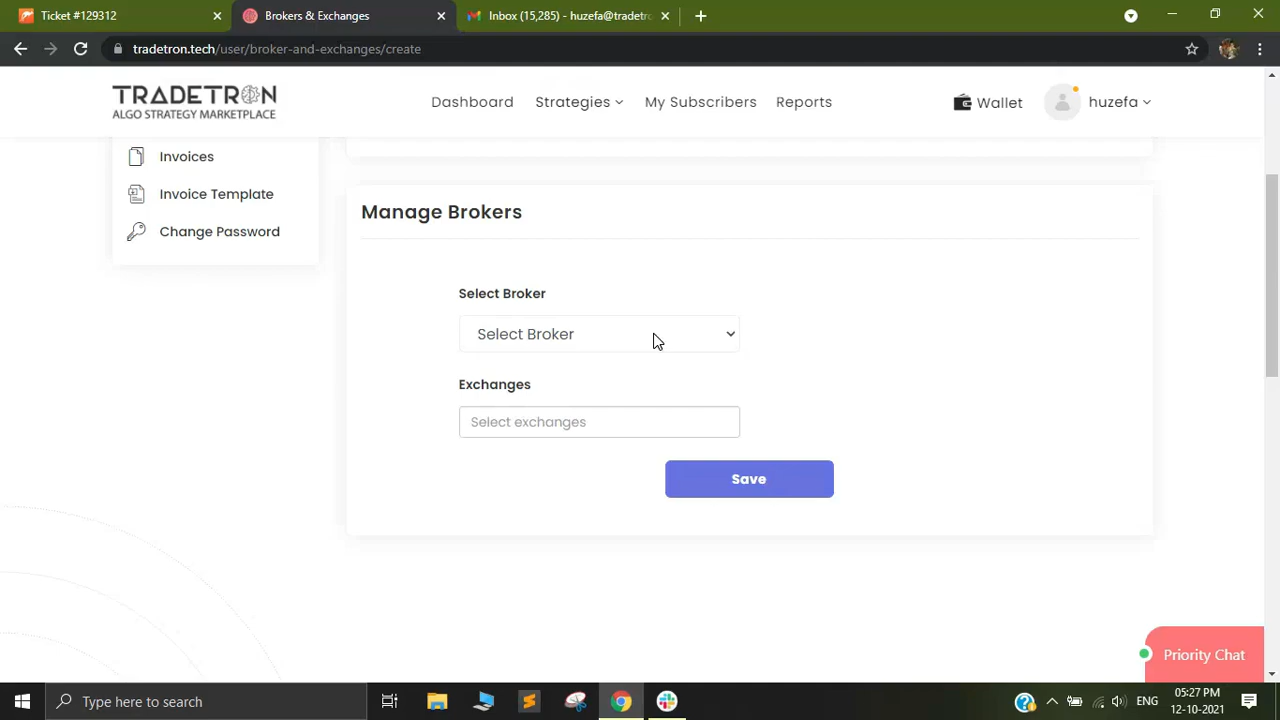 Ticket #129312
Brokers & Exchanges
Inbox (15,285) - huzefa@tradetro
tradetron.tech/user/broker-and-exchanges/create
TRADETRON
ALGO STRATEGY MARKETPLACE
Dashboard
Strategies
My Subscribers
Reports
Wallet
huzefa
Invoices
Invoice Template
Change Password
Manage Brokers
Select Broker
Select Broker
Exchanges
Select exchanges
Save
Priority Chat
Type here to search
ENG
05:27 PM
12-10-2021